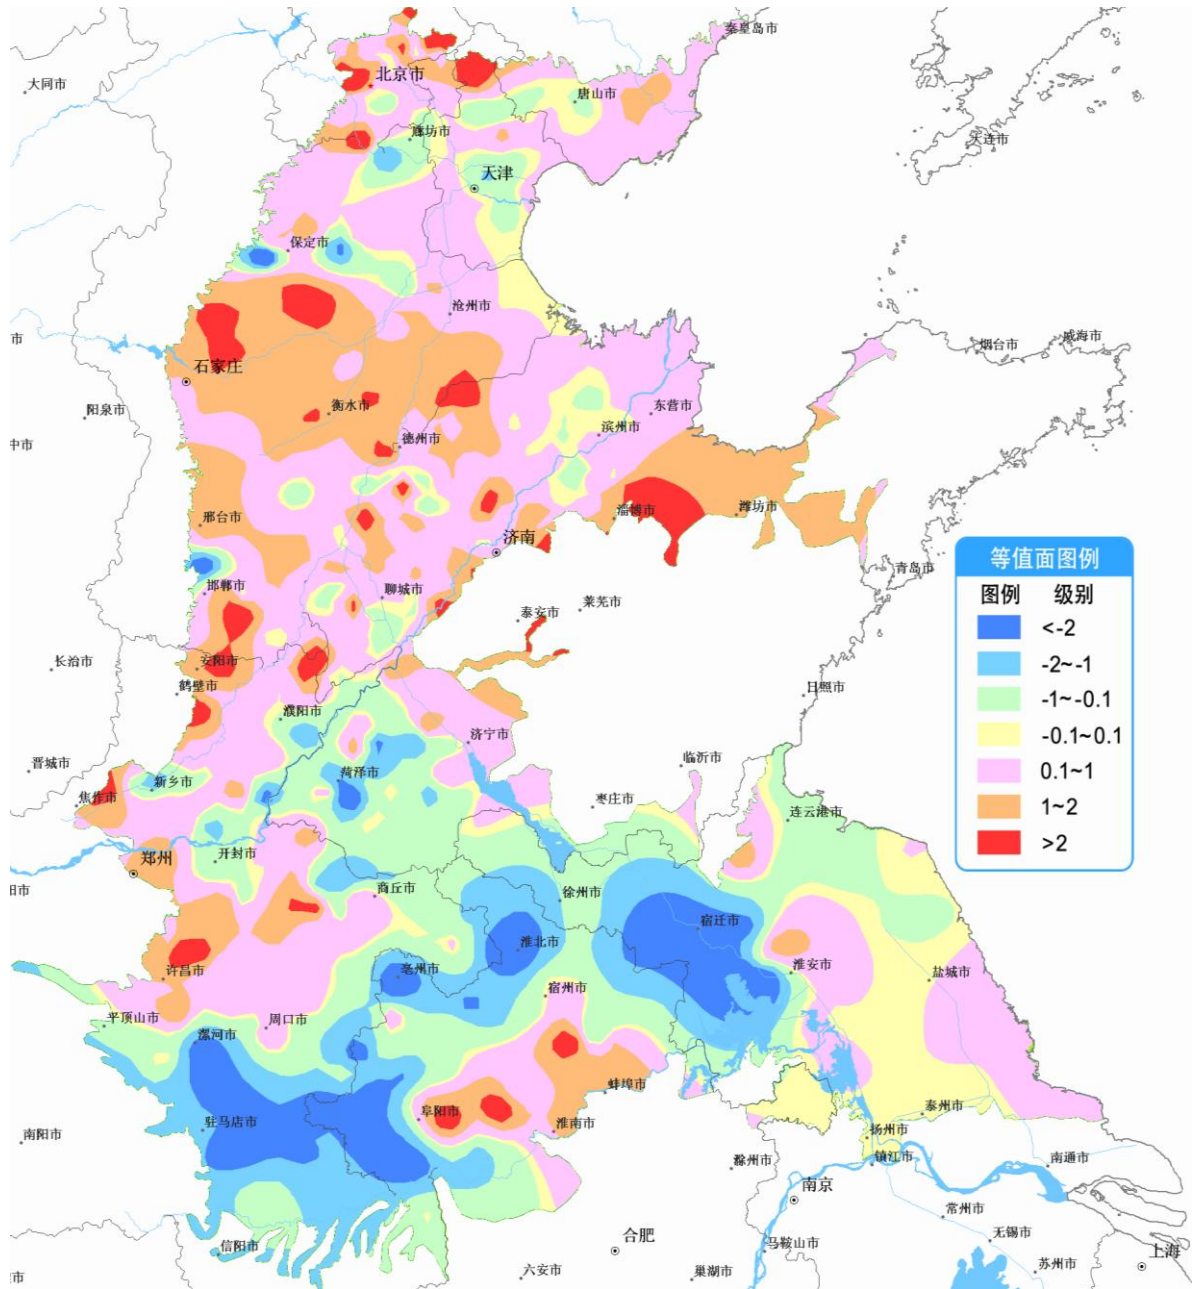 秦皇岛市
大同市
北京市
唐山市
廊坊市
大连市
天津
保定市
沧州市
市
烟台市
威海市
石家庄
阳泉市
衡水市
东营市
德州市
滨州市
中市
邢台市
淄博市
潍坊市
济南
青岛市
邯郸市
聊城市
莱芜市
泰安市
长治市
安阳市
鹤壁市
日照市
濮阳市
济宁市
晋城市
新乡市
菏泽市
临沂市
焦作市
枣庄市
连云港市
开封市
郑州
阳市
商丘市
徐州市
宿迁市
淮北市
许昌市
亳州市
淮安市
盐城市
宿州市
平顶山市
周口市
漯河市
蚌埠市
阜阳市
泰州市
驻马店市
淮南市
扬州市
南阳市
滁州市
镇江市
南通市
南京
常州市
信阳市
合肥
马鞍山市
无锡市
上海
六安市
巢湖市
苏州市
市
等值面图例
图例 级别
<-2
-2~-1
-1~-0.1
-0.1~0.1
0.1~1
1~2
>2